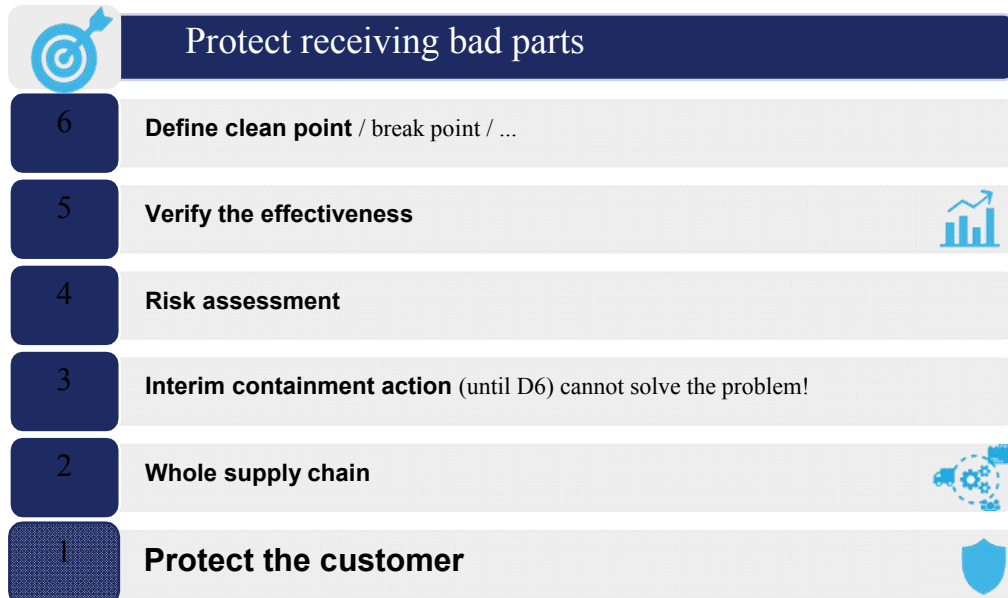 Protect receiving bad parts
6
Define clean point / break point / ...
5
Verify the effectiveness
4
Risk assessment
3
Interim containment action (until D6) cannot solve the problem!
2
Whole supply chain
1
Protect the customer